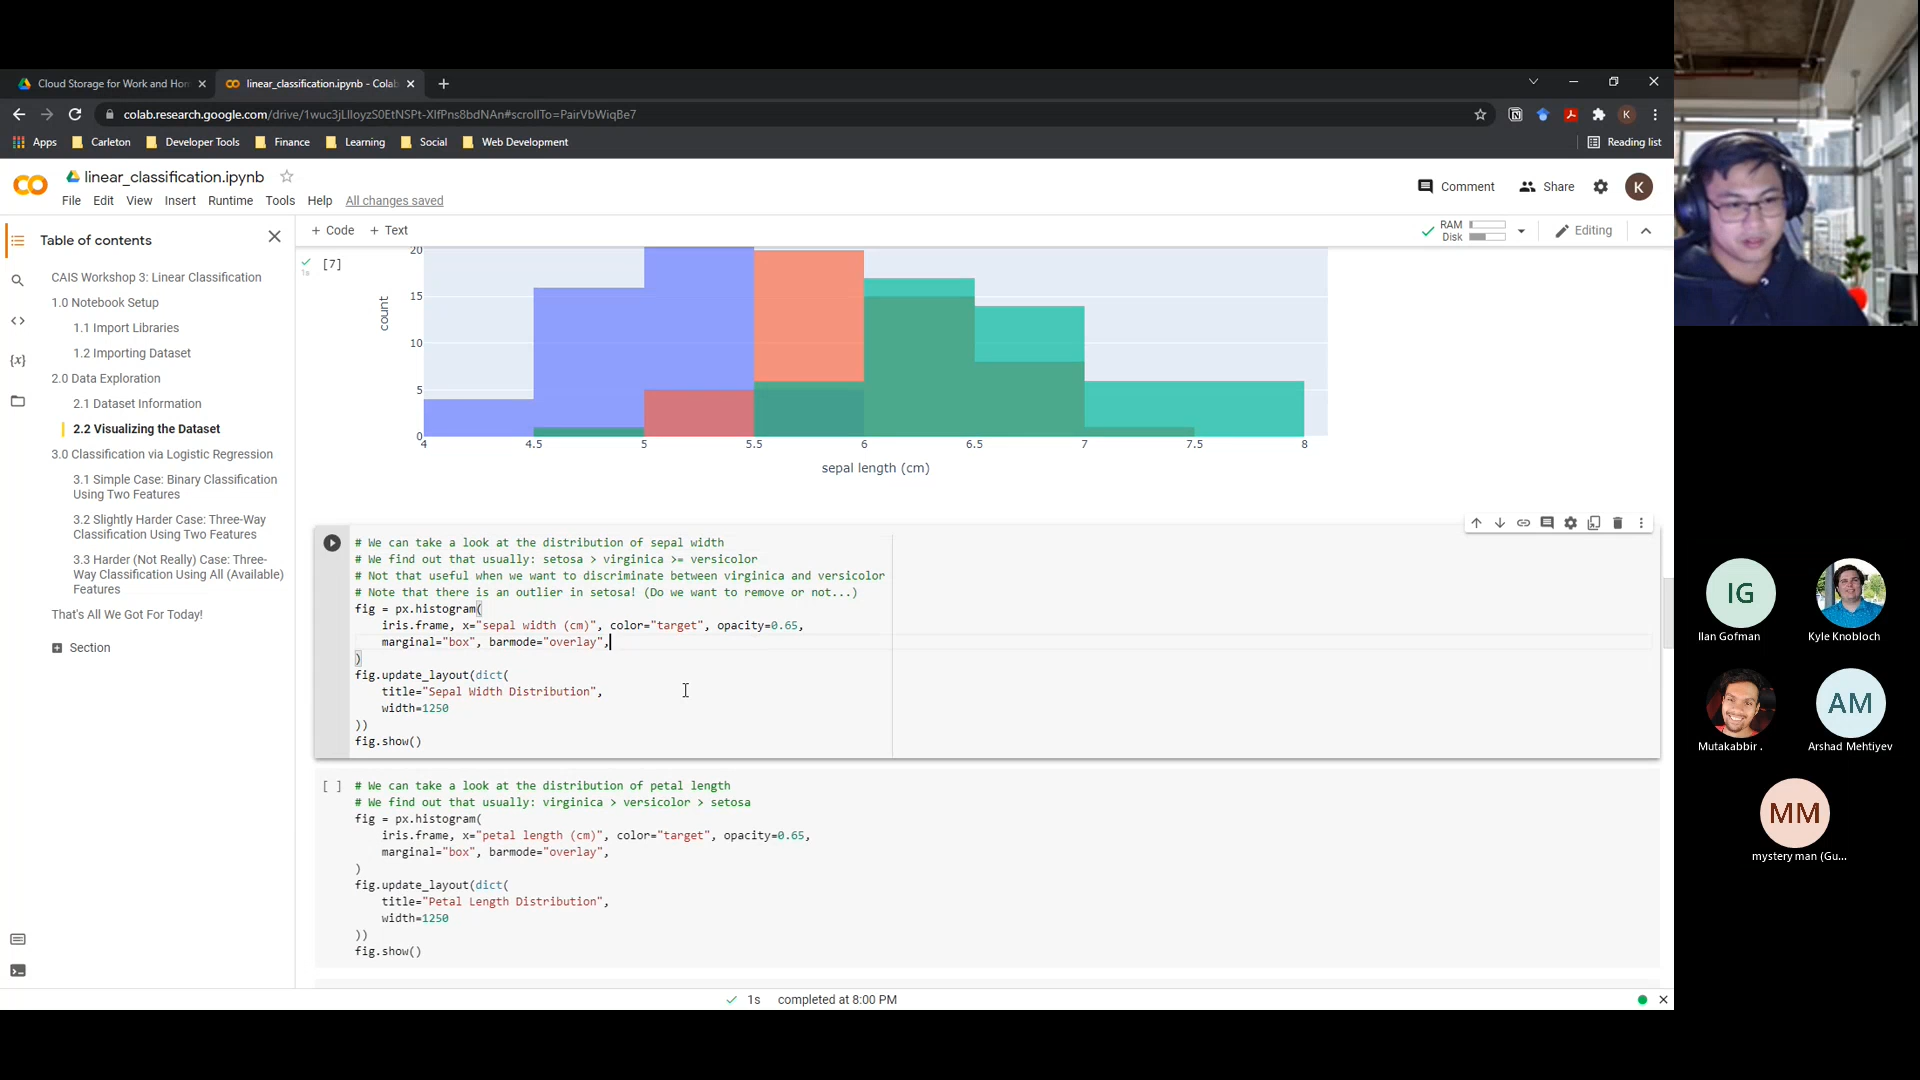 Cloud Storage for Work and Hom
linear_classification.ipynb - Colab
colab.research.google.com/drive/1wuc3jLlloyzS0EtNSPt-XlfPns8bdNAn#scrollTo=PairVbWiqBe7
Apps Carleton Developer Tools Finance Learning Social Web Development Reading list
linear_classification.ipynb
Comment Share K
File Edit View Insert Runtime Tools Help All changes saved
Table of contents
+ Code + Text
RAM
Disk
Editing
CAIS Workshop 3: Linear Classification
1.0 Notebook Setup
1.1 Import Libraries
1.2 Importing Dataset
2.0 Data Exploration
2.1 Dataset Information
2.2 Visualizing the Dataset
3.0 Classification via Logistic Regression
3.1 Simple Case: Binary Classification
Using Two Features
3.2 Slightly Harder Case: Three-Way
Classification Using Two Features
3.3 Harder (Not Really) Case: Three-
Way Classification Using All (Available)
Features
That's All We Got For Today!
Section
1s
[7]
20
15
10
5
0
count
4 4.5 5 5.5 6 6.5 7 7.5 8
sepal length (cm)
# We can take a look at the distribution of sepal width
# We find out that usually: setosa > virginica >= versicolor
# Not that useful when we want to discriminate between virginica and versicolor
# Note that there is an outlier in setosa! (Do we want to remove or not...)
fig = px.histogram(
iris.frame, x="sepal width (cm)", color="target", opacity=0.65,
marginal="box", barmode="overlay",
)
fig.update_layout(dict(
title="Sepal Width Distribution",
width=1250
))
fig.show()
[ ]
# We can take a look at the distribution of petal length
# We find out that usually: virginica > versicolor > setosa
fig = px.histogram(
iris.frame, x="petal length (cm)", color="target", opacity=0.65,
marginal="box", barmode="overlay",
)
fig.update_layout(dict(
title="Petal Length Distribution",
width=1250
))
fig.show()
1s completed at 8:00 PM
IG
Ilan Gofman
Kyle Knobloch
Mutakabbir .
AM
Arshad Mehtiyev
MM
mystery man (Gu...